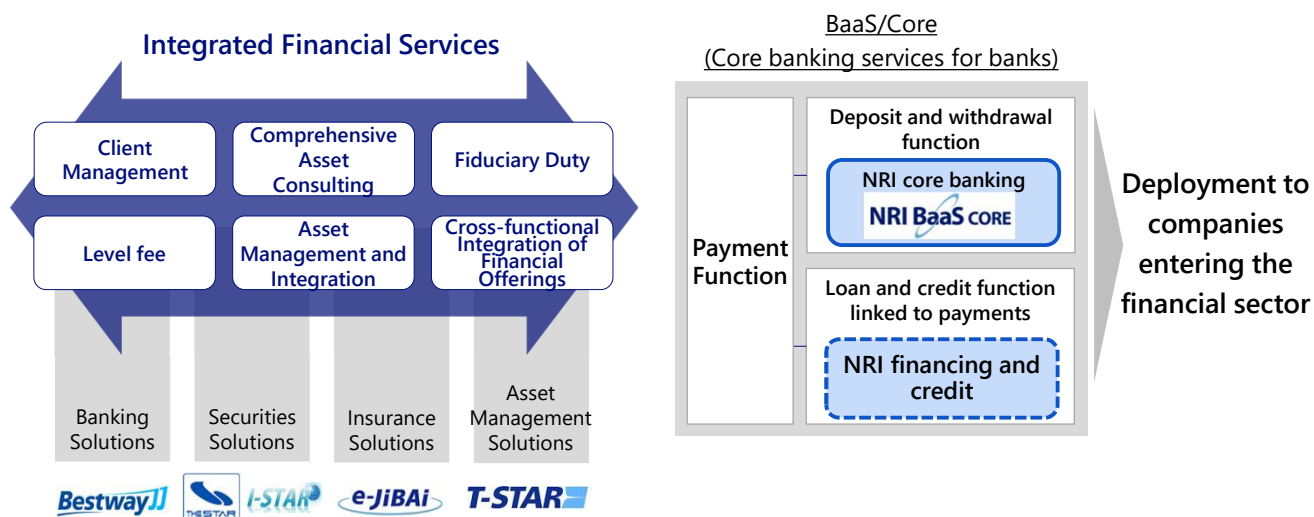 Integrated Financial Services
Client
Management
Comprehensive
Asset
Consulting
Fiduciary Duty
Level fee
Asset
Management and
Integration
Cross-functional
Integration of
Financial
Offerings
Banking
Solutions
Securities
Solutions
Insurance
Solutions
Asset
Management
Solutions
BestwayJJ
THE STAR
I-STAR
e-JiBAi
T-STAR
BaaS/Core
(Core banking services for banks)
Payment
Function
Deposit and withdrawal
function
NRI core banking
NRI BaaS CORE
Loan and credit function
linked to payments
NRI financing and
credit
Deployment to
companies
entering the
financial sector